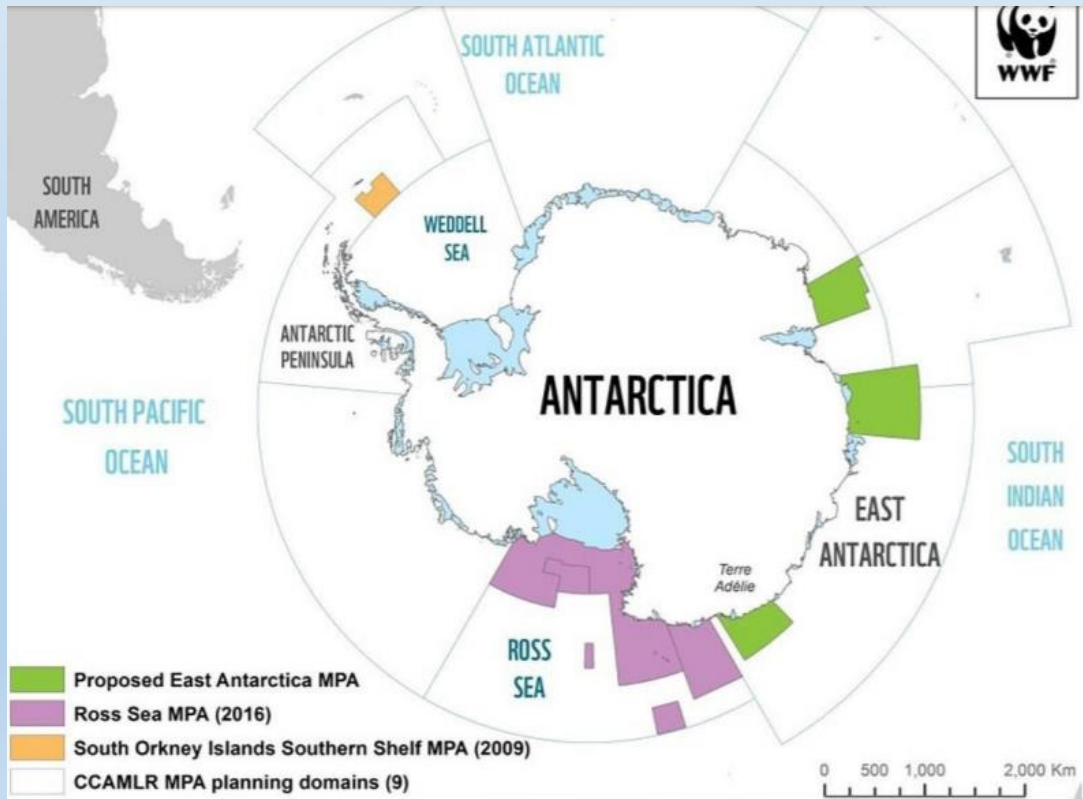 SOUTH ATLANTIC
OCEAN
WWF
SOUTH
AMERICA
WEDDELL
SEA
ANTARCTIC
PENINSULA
ANTARCTICA
SOUTH PACIFIC
OCEAN
SOUTH
INDIAN
OCEAN
EAST
ANTARCTICA
Terre
Adélie
ROSS
SEA
Proposed East Antarctica MPA
Ross Sea MPA (2016)
South Orkney Islands Southern Shelf MPA (2009)
CCAMLR MPA planning domains (9)
0 500 1,000 2,000 Km